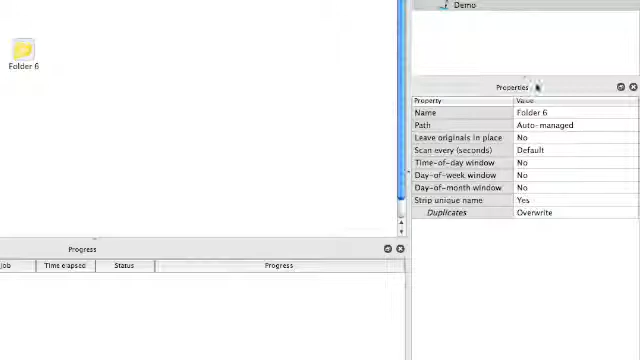 Demo
Folder 6
Properties
Property Value
Name Folder 6
Path Auto-managed
Leave originals in place No
Scan every (seconds) Default
Time-of-day window No
Day-of-week window No
Day-of-month window No
Strip unique name Yes
Duplicates Overwrite
Progress
Job Time elapsed Status Progress